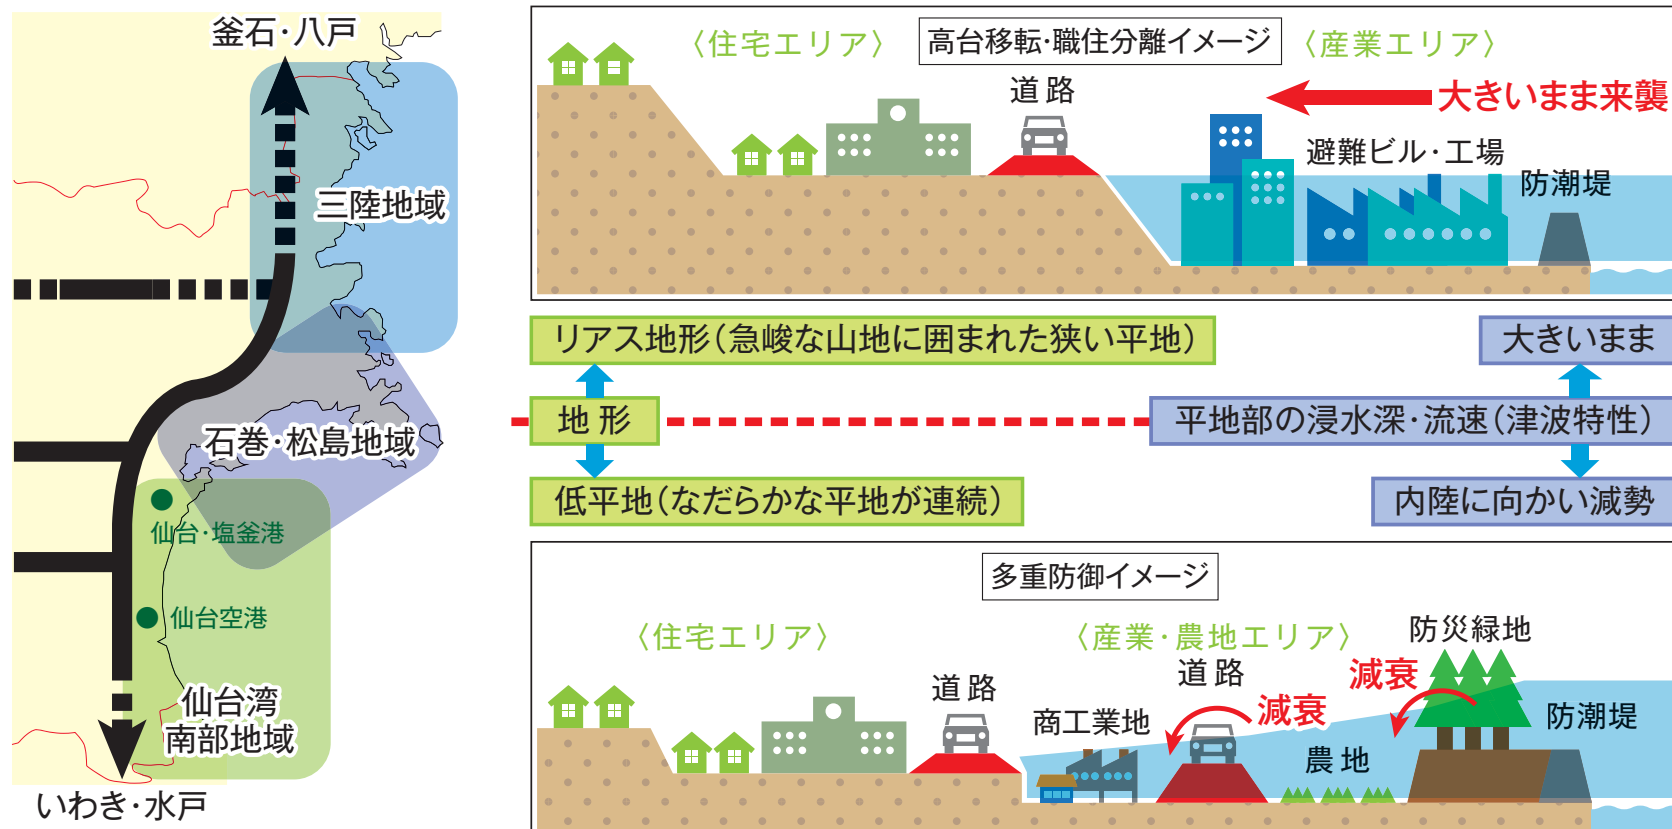 釜石・八戸
三陸地域
石巻・松島地域
仙台・塩釜港
仙台空港
仙台湾
南部地域
いわき・水戸
〈住宅エリア〉
高台移転・職住分離イメージ
〈産業エリア〉
道路
大きいまま来襲
避難ビル・工場
防潮堤
リアス地形（急峻な山地に囲まれた狭い平地）
大きいまま
地形
平地部の浸水深・流速（津波特性）
低平地（なだらかな平地が連続）
内陸に向かい減勢
多重防御イメージ
〈住宅エリア〉
〈産業・農地エリア〉
防災緑地
道路
道路
減衰
減衰
商工業地
防潮堤
農地